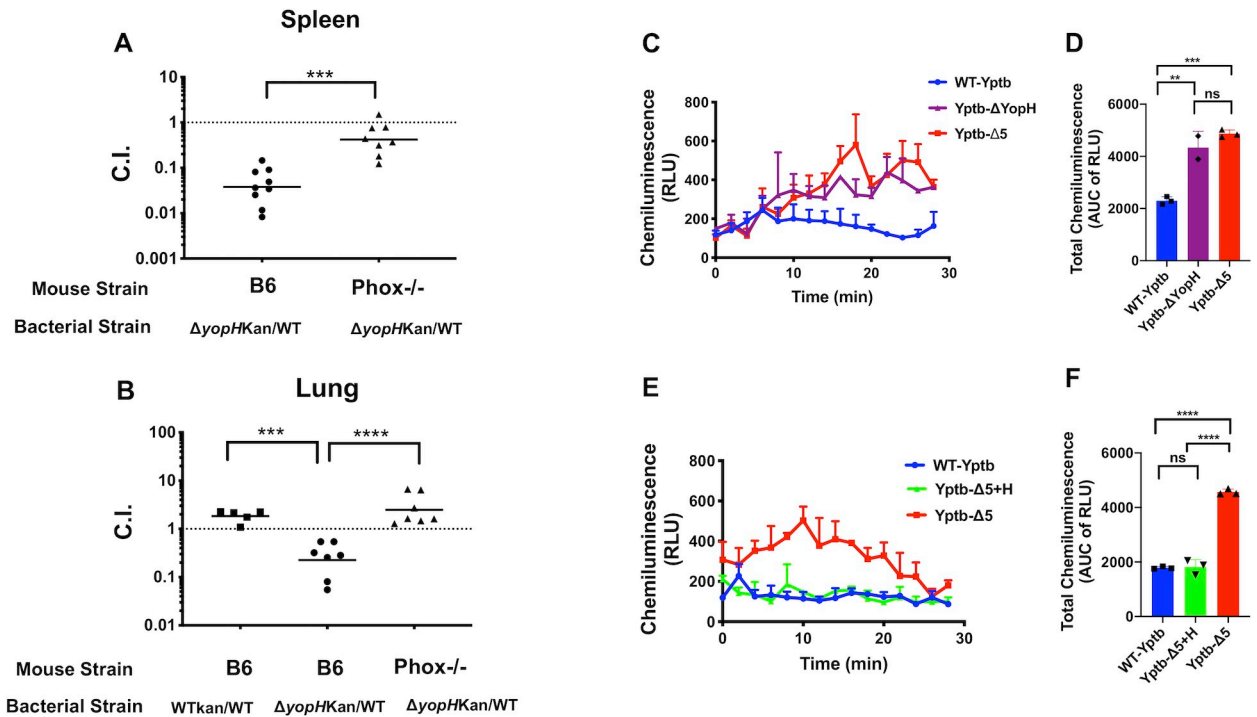 Spleen
A
***
10
1
0.1
0.01
0.001
C.I.
Mouse Strain B6 Phox-/-
Bacterial Strain ΔyopHKan/WT ΔyopHKan/WT
B
Lung
*** ****
100
10
1
0.1
0.01
C.I.
Mouse Strain B6 B6 Phox-/-
Bacterial Strain WTkan/WT ΔyopHKan/WT ΔyopHKan/WT
C
WT-Yptb
Yptb-ΔYopH
Yptb-Δ5
Chemiluminescence
(RLU)
800
600
400
200
0
0 10 20 30
Time (min)
D
***
**
ns
Total Chemiluminescence
(AUC of RLU)
6000
4000
2000
0
WT-Yptb
Yptb-ΔYopH
Yptb-Δ5
E
WT-Yptb
Yptb-Δ5+H
Yptb-Δ5
Chemiluminescence
(RLU)
800
600
400
200
0
0 10 20 30
Time (min)
F
****
****
ns
Total Chemiluminescence
(AUC of RLU)
6000
4000
2000
0
WT-Yptb
Yptb-Δ5+H
Yptb-Δ5